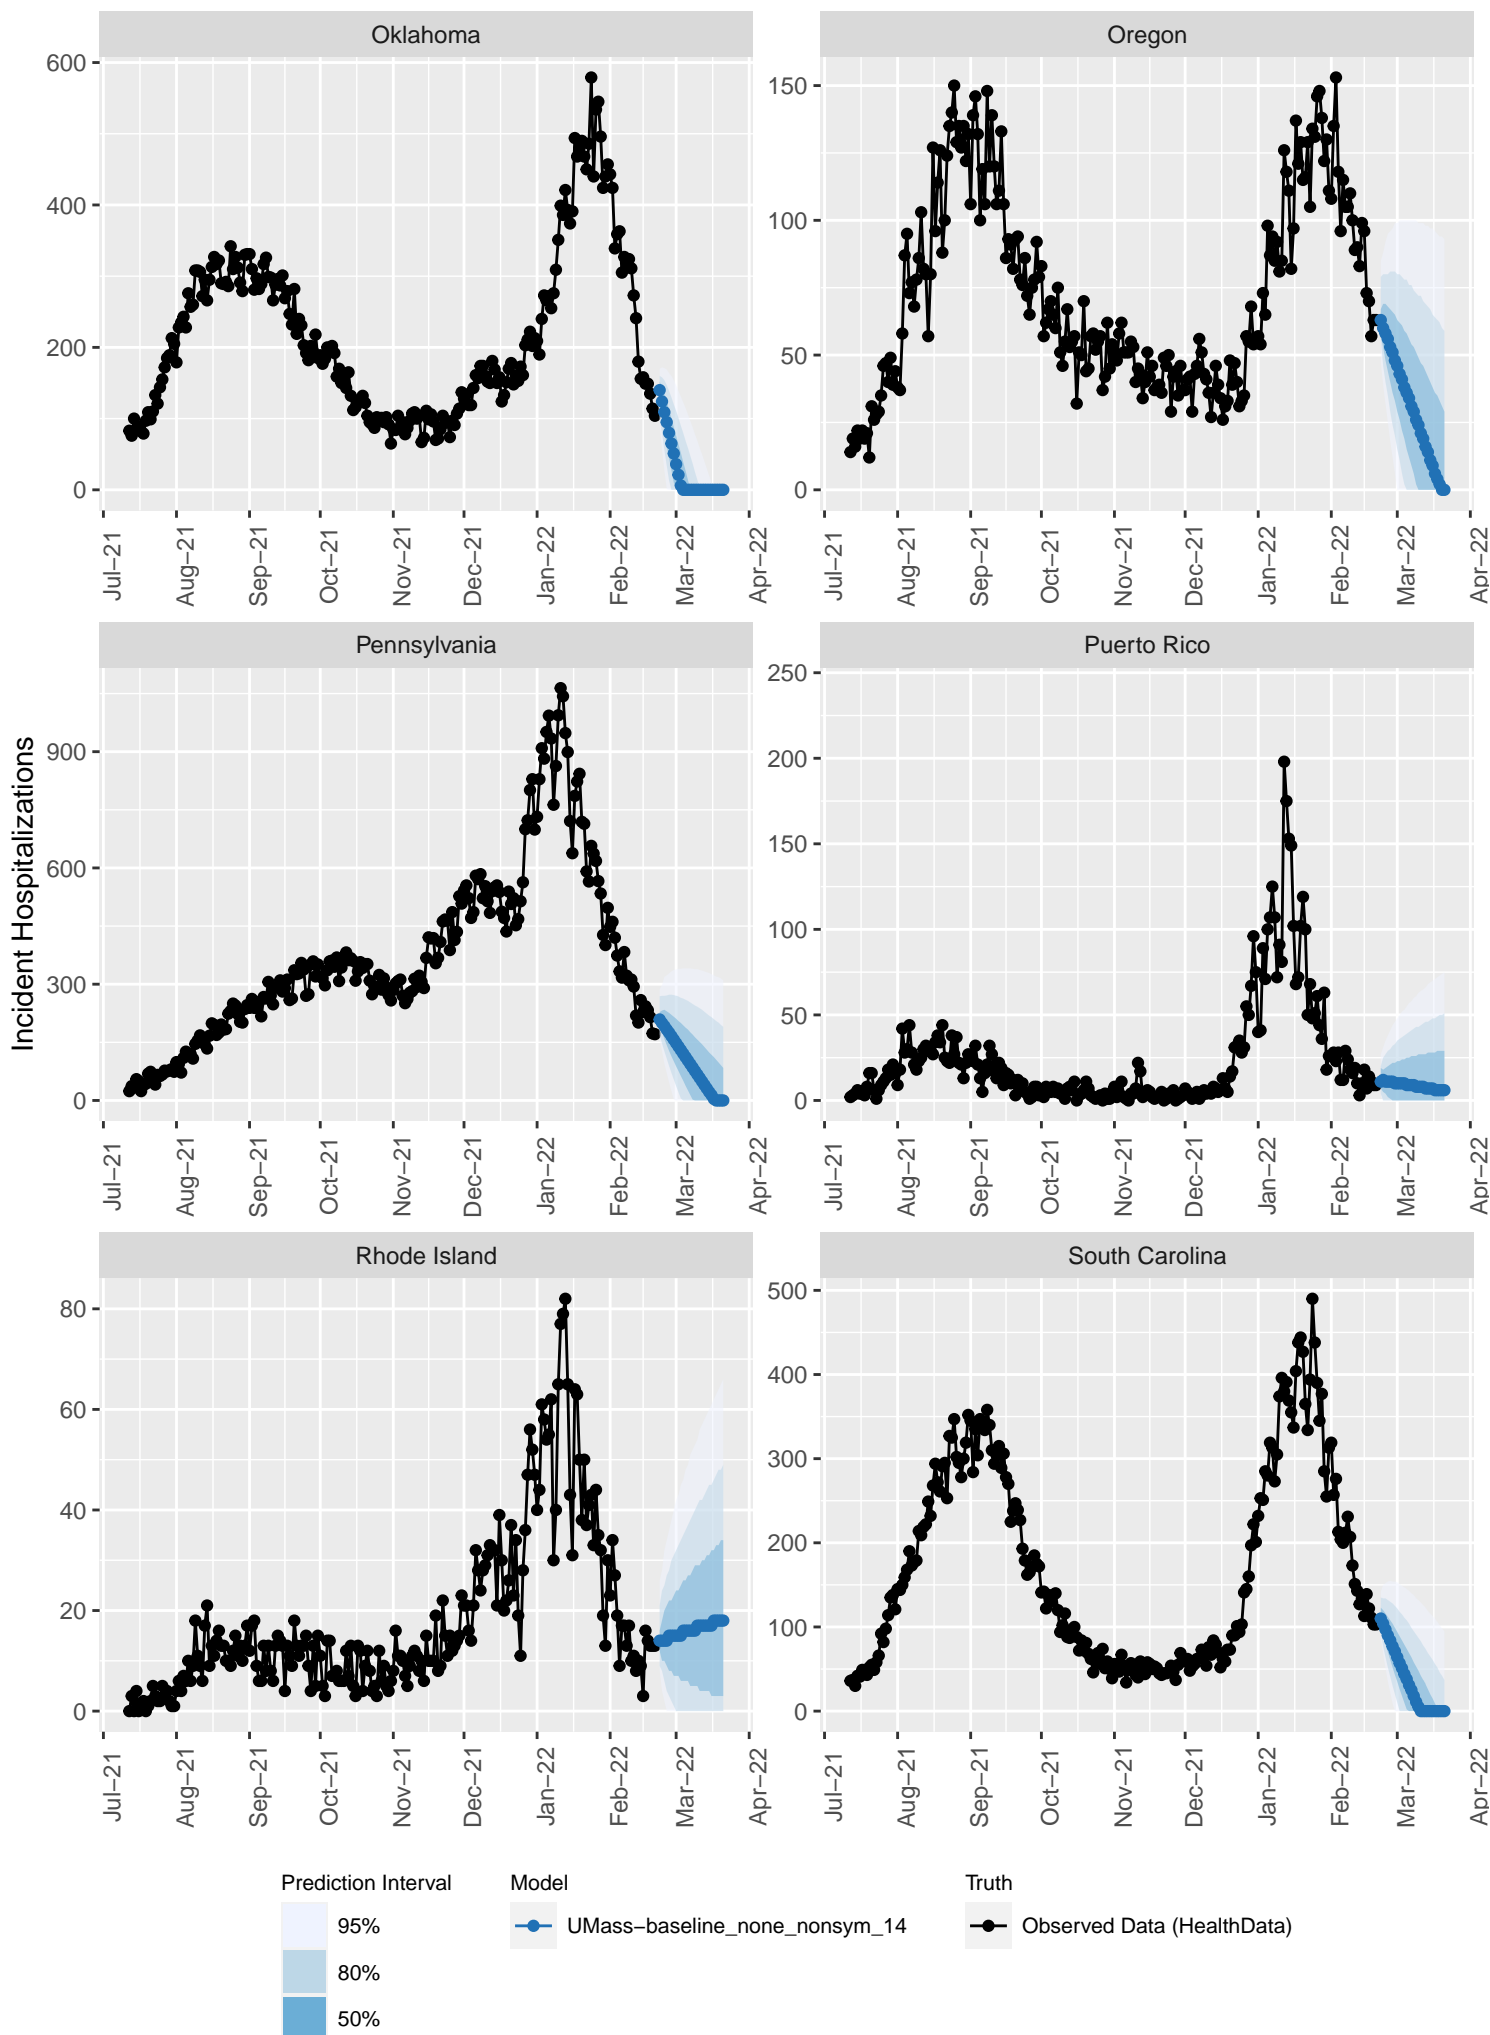 Oklahoma
Oregon
600
400
200
0
150
100
50
0
Jul−21 Aug−21 Sep−21 Oct−21 Nov−21 Dec−21 Jan−22 Feb−22 Mar−22 Apr−22
Jul−21 Aug−21 Sep−21 Oct−21 Nov−21 Dec−21 Jan−22 Feb−22 Mar−22 Apr−22
Incident Hospitalizations
Pennsylvania
Puerto Rico
900
600
300
0
250
200
150
100
50
0
Jul−21 Aug−21 Sep−21 Oct−21 Nov−21 Dec−21 Jan−22 Feb−22 Mar−22 Apr−22
Jul−21 Aug−21 Sep−21 Oct−21 Nov−21 Dec−21 Jan−22 Feb−22 Mar−22 Apr−22
Rhode Island
South Carolina
80
60
40
20
0
500
400
300
200
100
0
Jul−21 Aug−21 Sep−21 Oct−21 Nov−21 Dec−21 Jan−22 Feb−22 Mar−22 Apr−22
Jul−21 Aug−21 Sep−21 Oct−21 Nov−21 Dec−21 Jan−22 Feb−22 Mar−22 Apr−22
Prediction Interval
95%
80%
50%
Model
UMass−baseline_none_nonsym_14
Truth
Observed Data (HealthData)